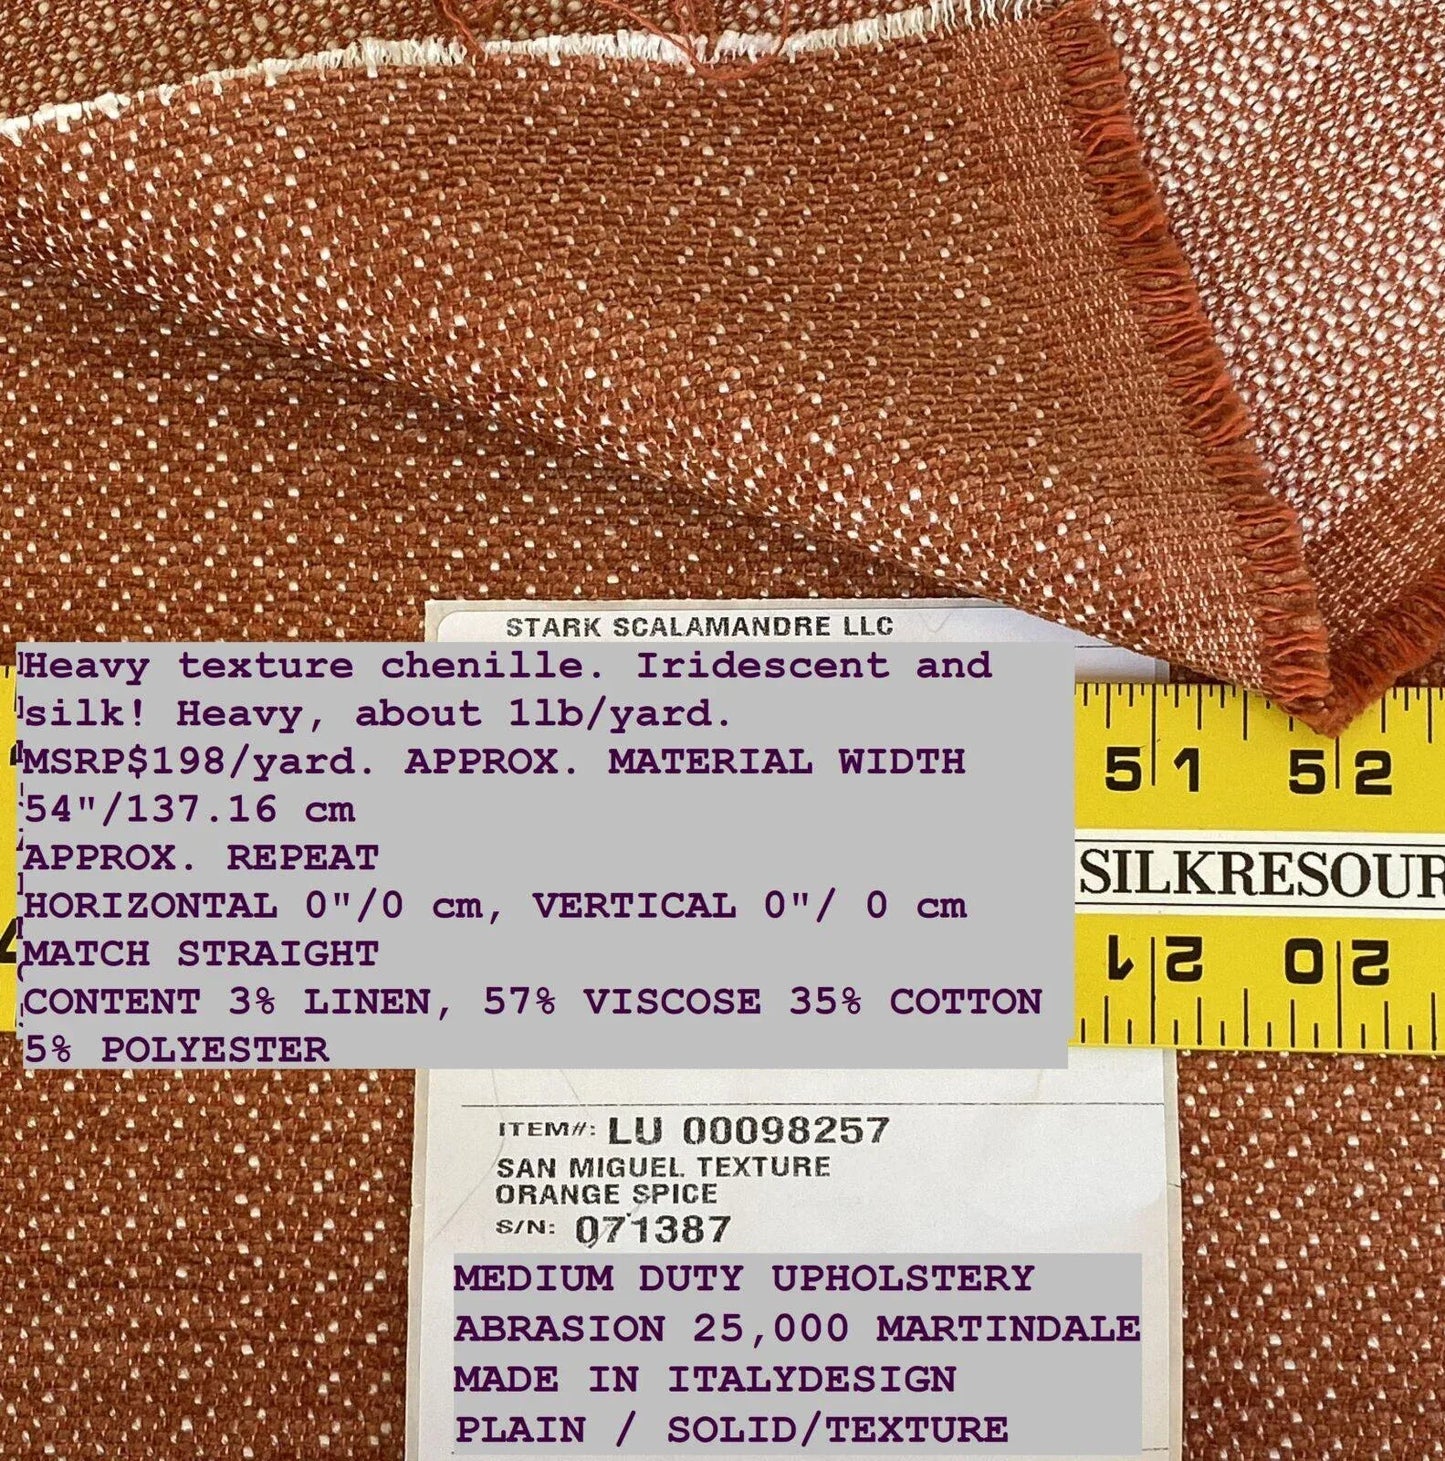 STARK SCALAMANDRE LLC
Heavy texture chenille. Iridescent and
silk! Heavy, about 1lb/yard.
MSRP$198/yard. APPROX. MATERIAL WIDTH
54"/137.16 cm
APPROX. REPEAT
HORIZONTAL 0"/0 cm, VERTICAL 0"/ 0 cm
MATCH STRAIGHT
CONTENT 3% LINEN, 57% VISCOSE 35% COTTON
5% POLYESTER
51 52
SILKRESOUR
21 20
ITEM#: LU 00098257
SAN MIGUEL TEXTURE
ORANGE SPICE
S/N: 071387
MEDIUM DUTY UPHOLSTERY
ABRASION 25,000 MARTINDALE
MADE IN ITALYDESIGN
PLAIN / SOLID/TEXTURE